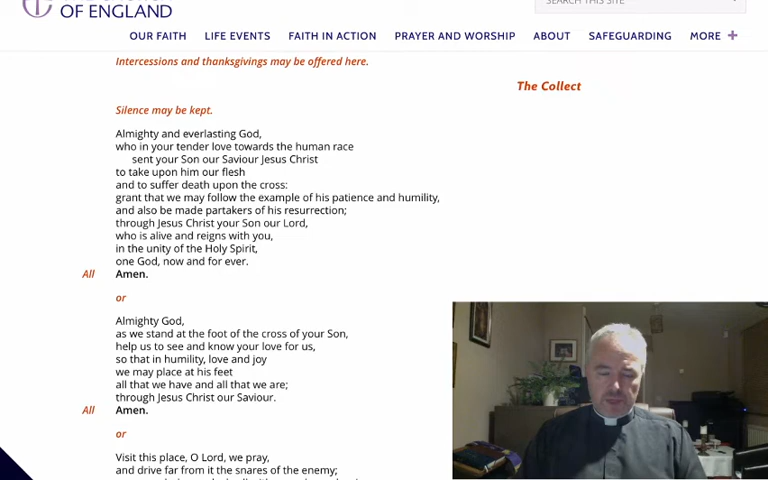 OF ENGLAND
SEARCH THIS SITE
OUR FAITH LIFE EVENTS FAITH IN ACTION PRAYER AND WORSHIP ABOUT SAFEGUARDING MORE +
Intercessions and thanksgivings may be offered here.
The Collect
Silence may be kept.
Almighty and everlasting God,
who in your tender love towards the human race
sent your Son our Saviour Jesus Christ
to take upon him our flesh
and to suffer death upon the cross:
grant that we may follow the example of his patience and humility,
and also be made partakers of his resurrection;
through Jesus Christ your Son our Lord,
who is alive and reigns with you,
in the unity of the Holy Spirit,
one God, now and for ever.
All Amen.
or
Almighty God,
as we stand at the foot of the cross of your Son,
help us to see and know your love for us,
so that in humility, love and joy
we may place at his feet
all that we have and all that we are;
through Jesus Christ our Saviour.
All Amen.
or
Visit this place, O Lord, we pray,
and drive far from it the snares of the enemy;